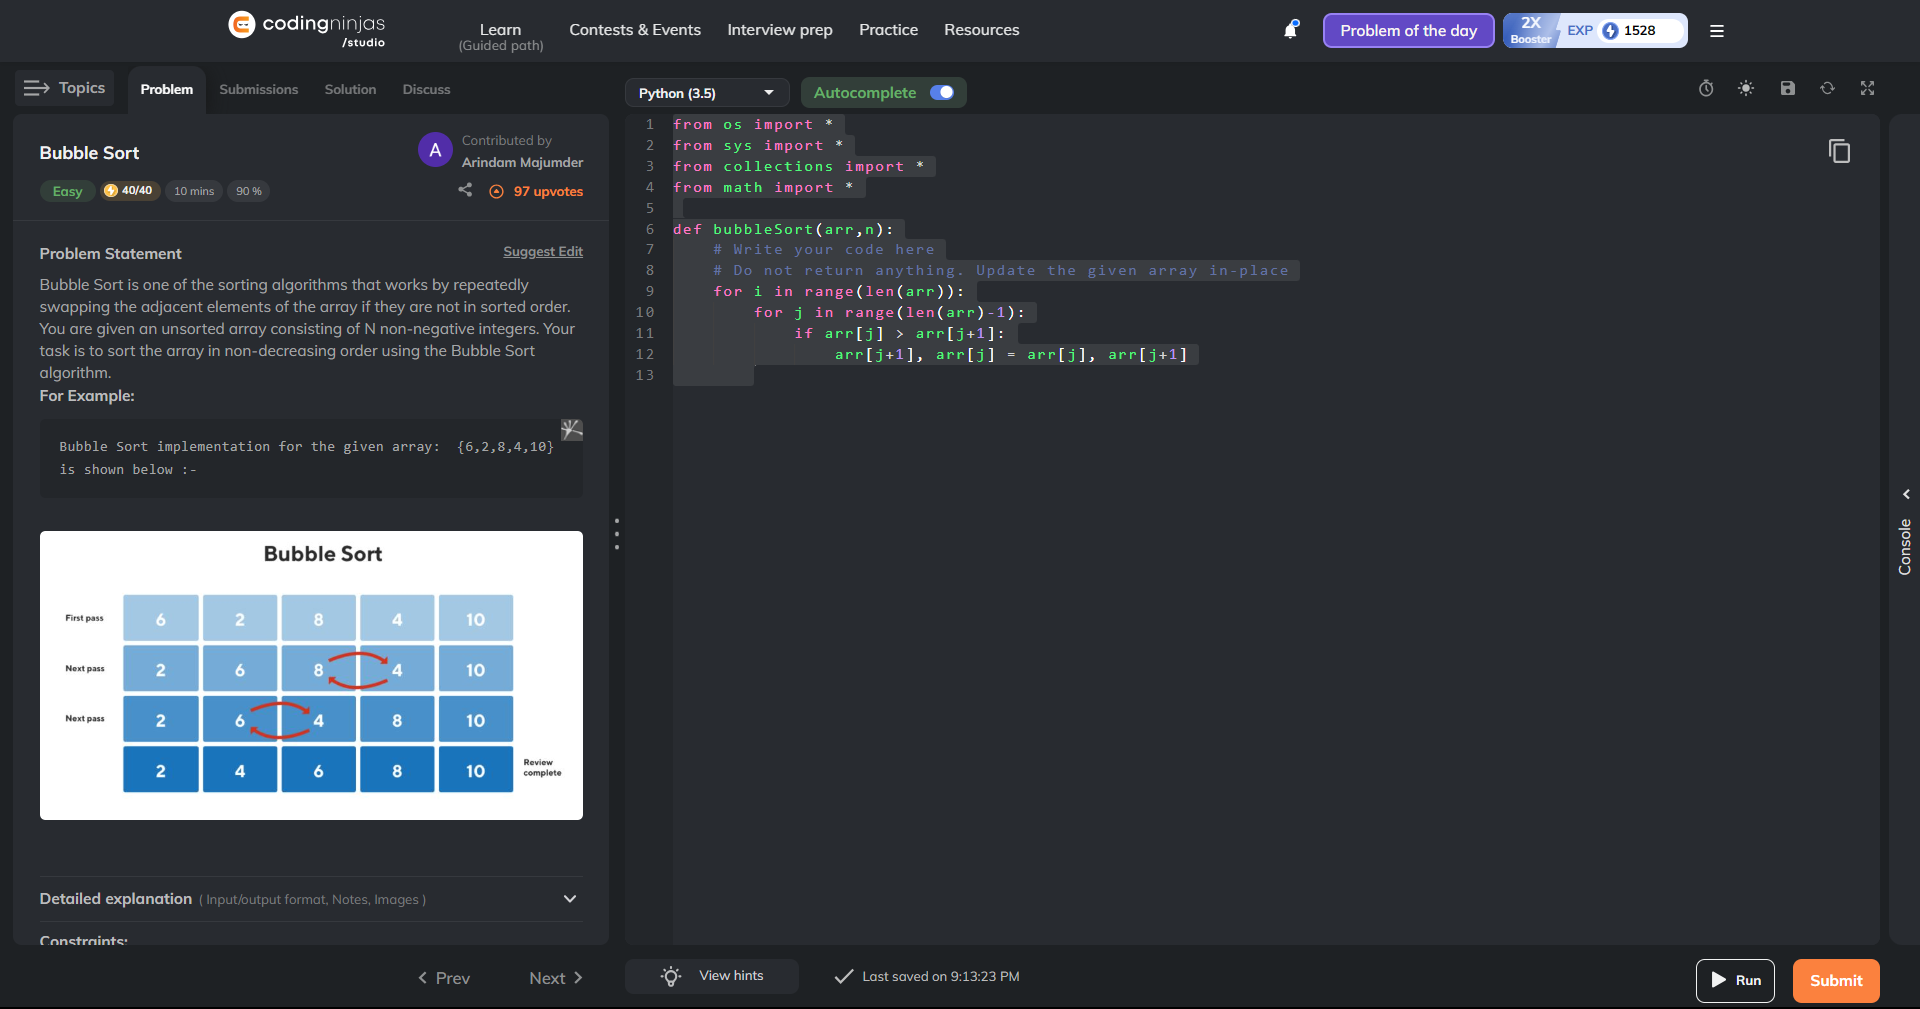 codingninjas
/studio
Learn
(Guided path)
Contests & Events
Interview prep
Practice
Resources
Problem of the day
2X
Booster
EXP
1528
Topics
Problem
Submissions
Solution
Discuss
Bubble Sort
A
Contributed by
Arindam Majumder
Easy
40/40
10 mins
90 %
97 upvotes
Problem Statement
Suggest Edit
Bubble Sort is one of the sorting algorithms that works by repeatedly
swapping the adjacent elements of the array if they are not in sorted order.
You are given an unsorted array consisting of N non-negative integers. Your
task is to sort the array in non-decreasing order using the Bubble Sort
algorithm.
For Example:
Bubble Sort implementation for the given array:  {6,2,8,4,10}
is shown below :-
Bubble Sort
First pass 6 2 8 4 10
Next pass 2 6 8 4 10
Next pass 2 6 4 8 10
2 4 6 8 10 Review
complete
Detailed explanation ( Input/output format, Notes, Images )
Constraints:
Prev
Next
Python (3.5)
Autocomplete
1 from os import *
2 from sys import *
3 from collections import *
4 from math import *
5
6 def bubbleSort(arr,n):
7     # Write your code here
8     # Do not return anything. Update the given array in-place
9     for i in range(len(arr)):
10         for j in range(len(arr)-1):
11             if arr[j] > arr[j+1]:
12                 arr[j+1], arr[j] = arr[j], arr[j+1]
13
Console
View hints
Last saved on 9:13:23 PM
Run
Submit